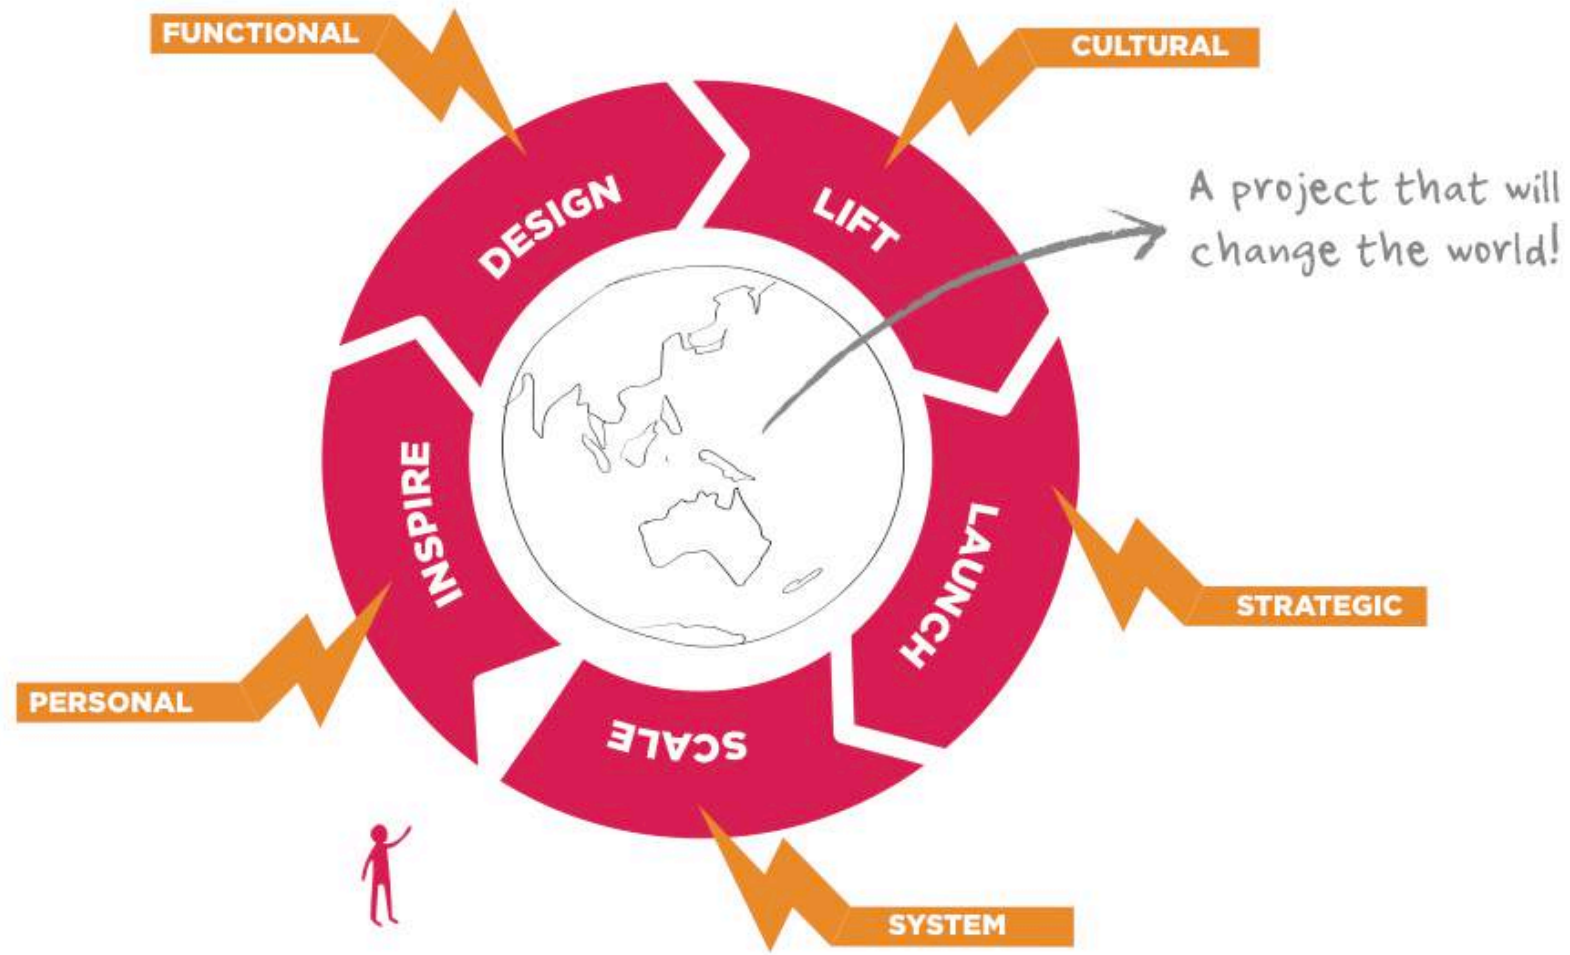 FUNCTIONAL
CULTURAL
DESIGN
LIFT
A project that will
change the world!
INSPIRE
LAUNCH
STRATEGIC
PERSONAL
SCALE
SYSTEM